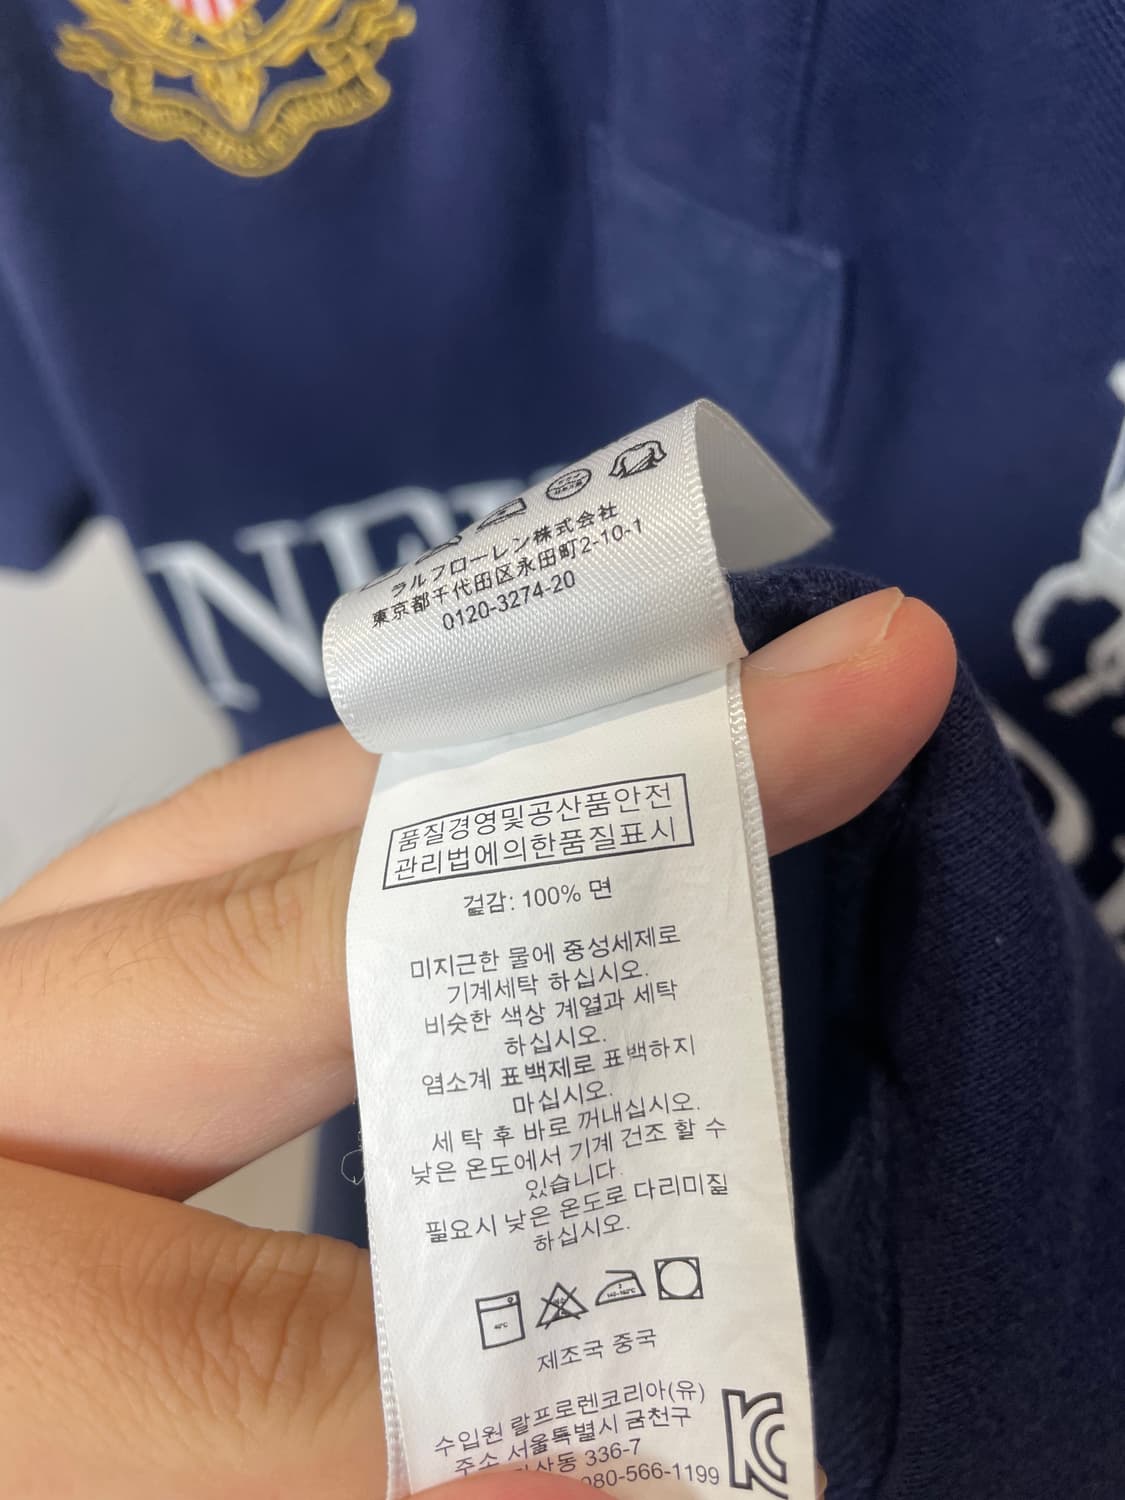 NEW
ラルフローレン株式会社
東京都千代田区永田町2-10-1
0120-3274-20
품질경영및공산품안전
관리법에의한품질표시
겉감: 100% 면
미지근한 물에 중성세제로
기계세탁 하십시오.
비슷한 색상 계열과 세탁
하십시오.
염소계 표백제로 표백하지
마십시오.
세탁 후 바로 꺼내십시오.
낮은 온도에서 기계 건조 할 수
있습니다.
필요시 낮은 온도로 다리미질
하십시오.
40℃
제조국 중국
수입원 랄프로렌코리아(유)
주소 서울특별시 금천구
336-7
080-566-1199